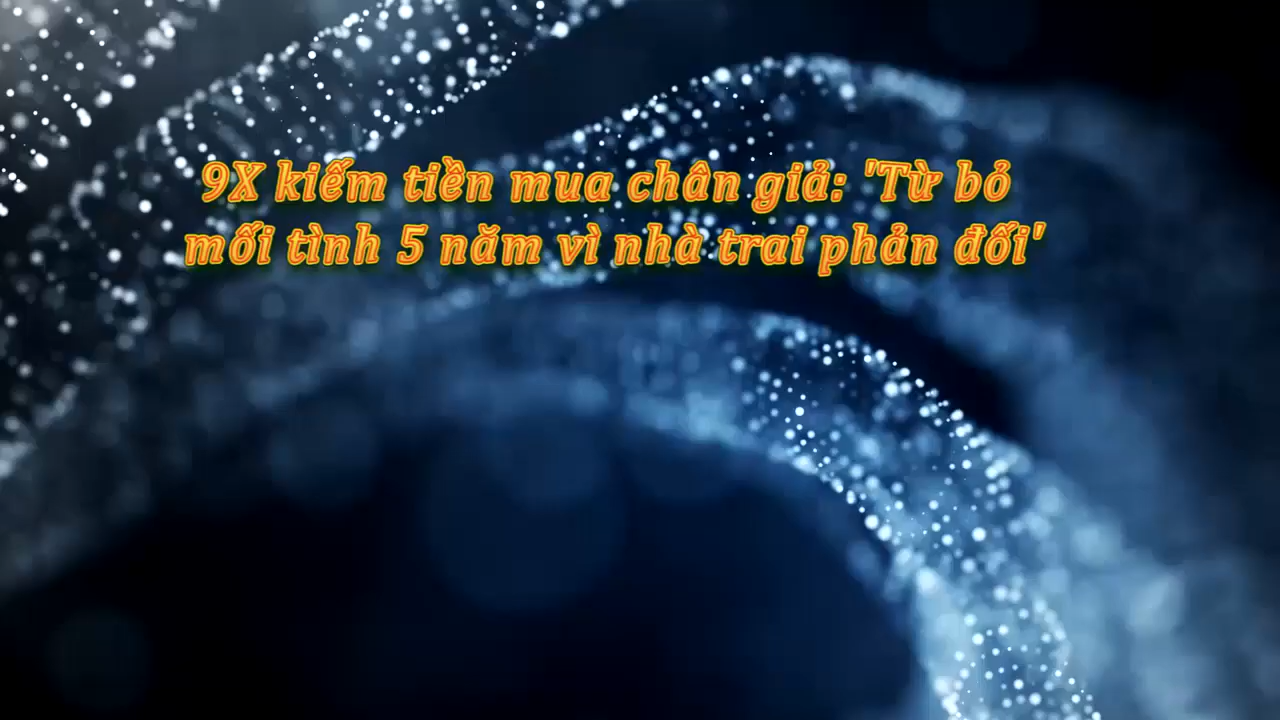 9X kiếm tiền mua chân giả: 'Từ bỏ
mối tình 5 năm vì nhà trai phản đối'